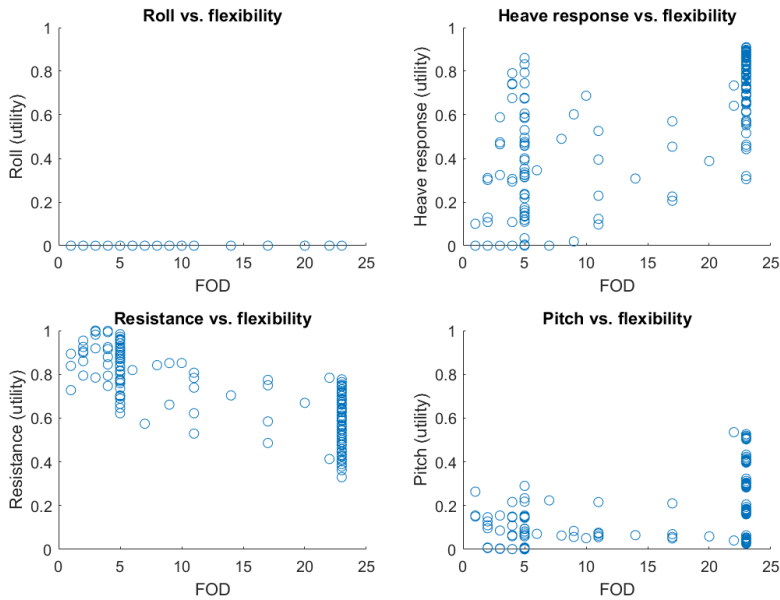 Roll vs. flexibility
1
0.8
0.6
0.4
0.2
0
Roll (utility)
0 5 10 15 20 25
FOD
Heave response vs. flexibility
1
0.8
0.6
0.4
0.2
0
Heave response (utility)
0 5 10 15 20 25
FOD
Resistance vs. flexibility
1
0.8
0.6
0.4
0.2
0
Resistance (utility)
0 5 10 15 20 25
FOD
Pitch vs. flexibility
1
0.8
0.6
0.4
0.2
0
Pitch (utility)
0 5 10 15 20 25
FOD